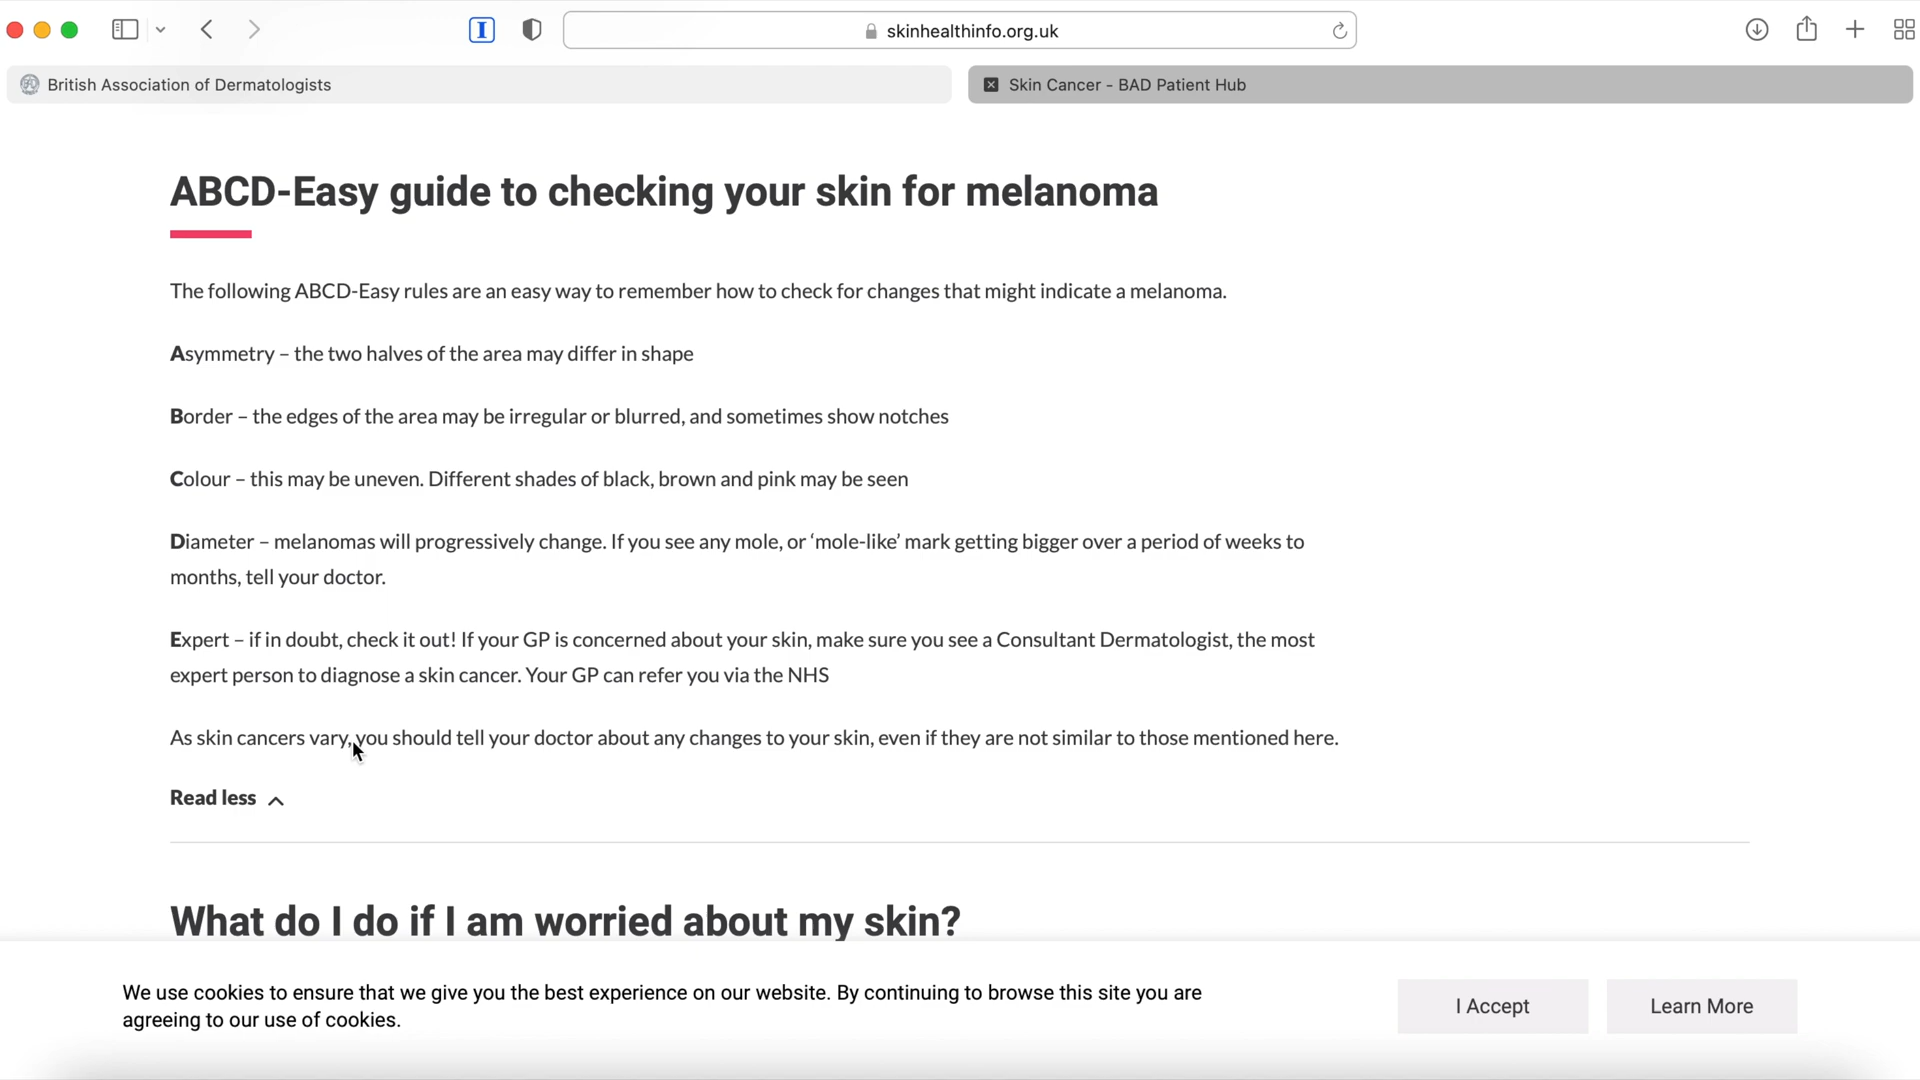 skinhealthinfo.org.uk
British Association of Dermatologists
Skin Cancer - BAD Patient Hub
ABCD-Easy guide to checking your skin for melanoma
The following ABCD-Easy rules are an easy way to remember how to check for changes that might indicate a melanoma.
Asymmetry – the two halves of the area may differ in shape
Border – the edges of the area may be irregular or blurred, and sometimes show notches
Colour – this may be uneven. Different shades of black, brown and pink may be seen
Diameter – melanomas will progressively change. If you see any mole, or ‘mole-like’ mark getting bigger over a period of weeks to
months, tell your doctor.
Expert – if in doubt, check it out! If your GP is concerned about your skin, make sure you see a Consultant Dermatologist, the most
expert person to diagnose a skin cancer. Your GP can refer you via the NHS
As skin cancers vary, you should tell your doctor about any changes to your skin, even if they are not similar to those mentioned here.
Read less
What do I do if I am worried about my skin?
We use cookies to ensure that we give you the best experience on our website. By continuing to browse this site you are
agreeing to our use of cookies.
I Accept
Learn More